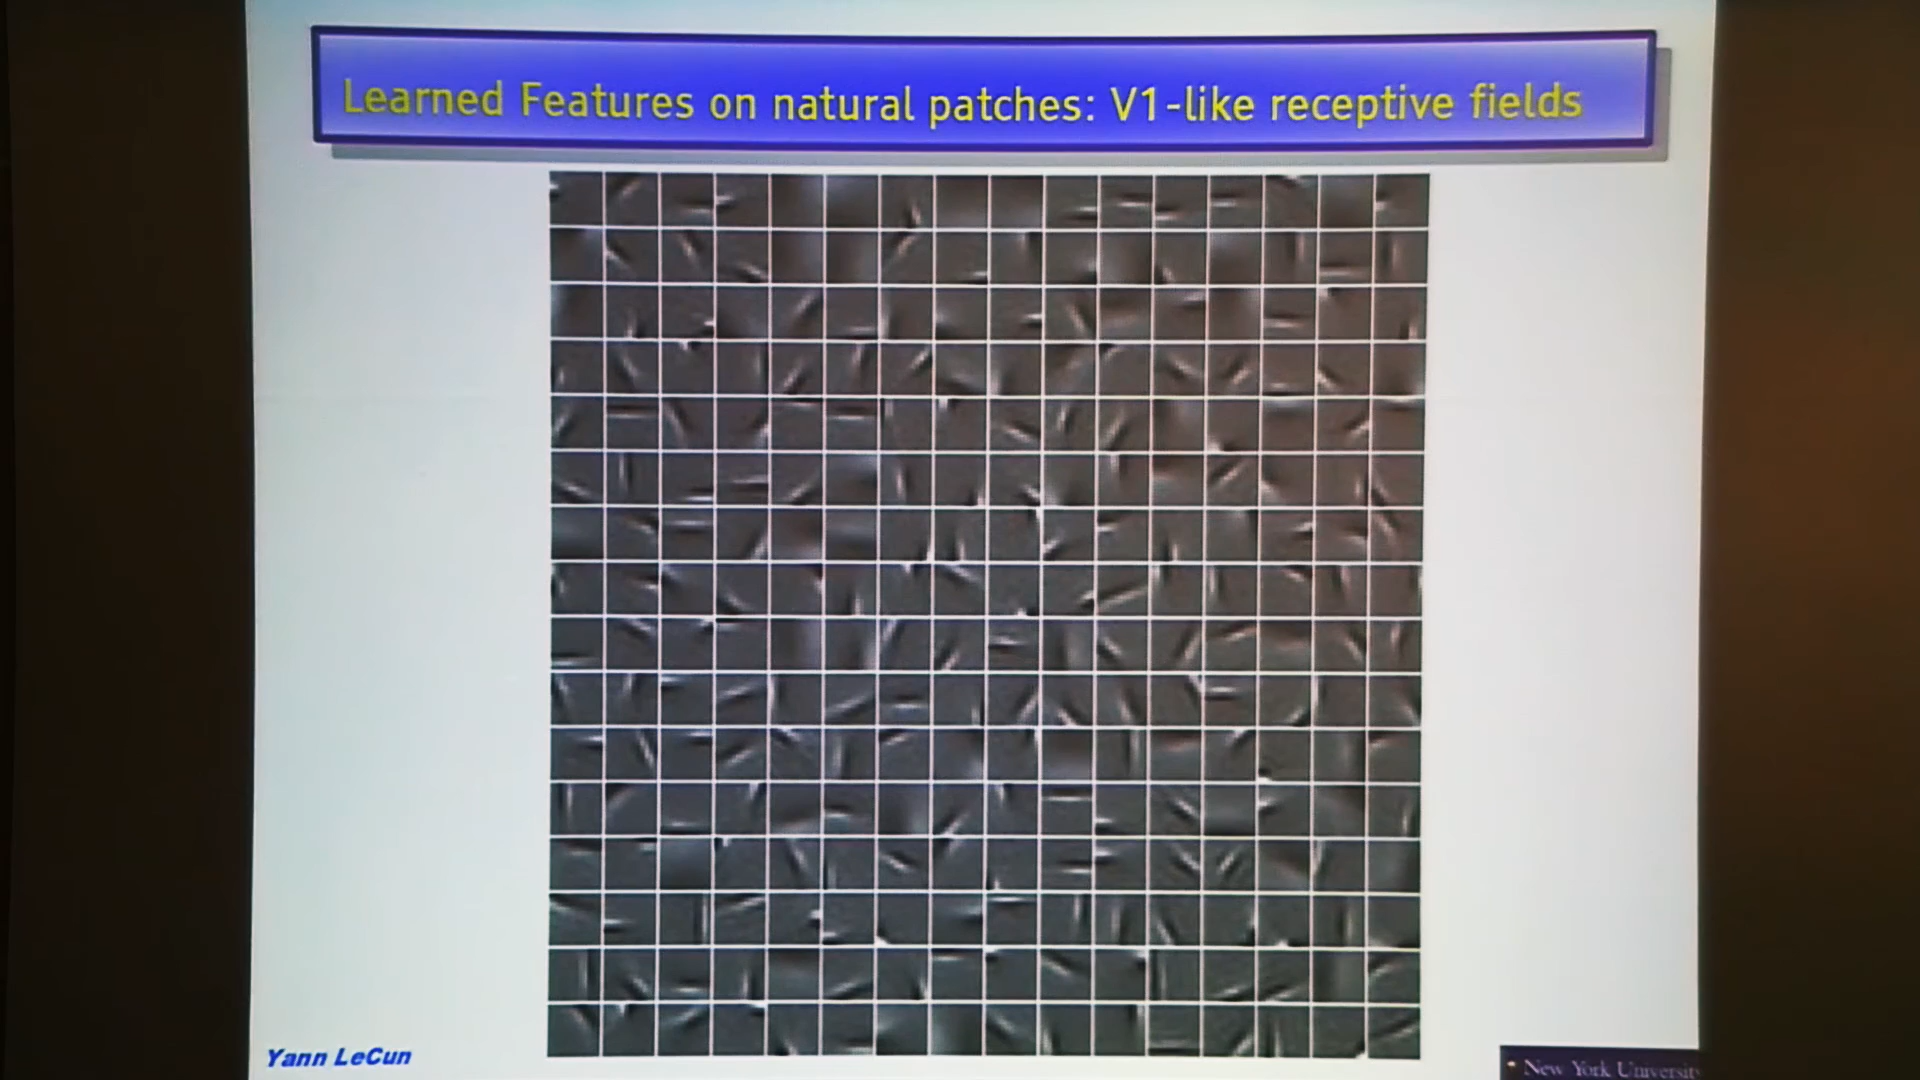 Learned Features on natural patches: V1-like receptive fields
Yann LeCun
• New York University